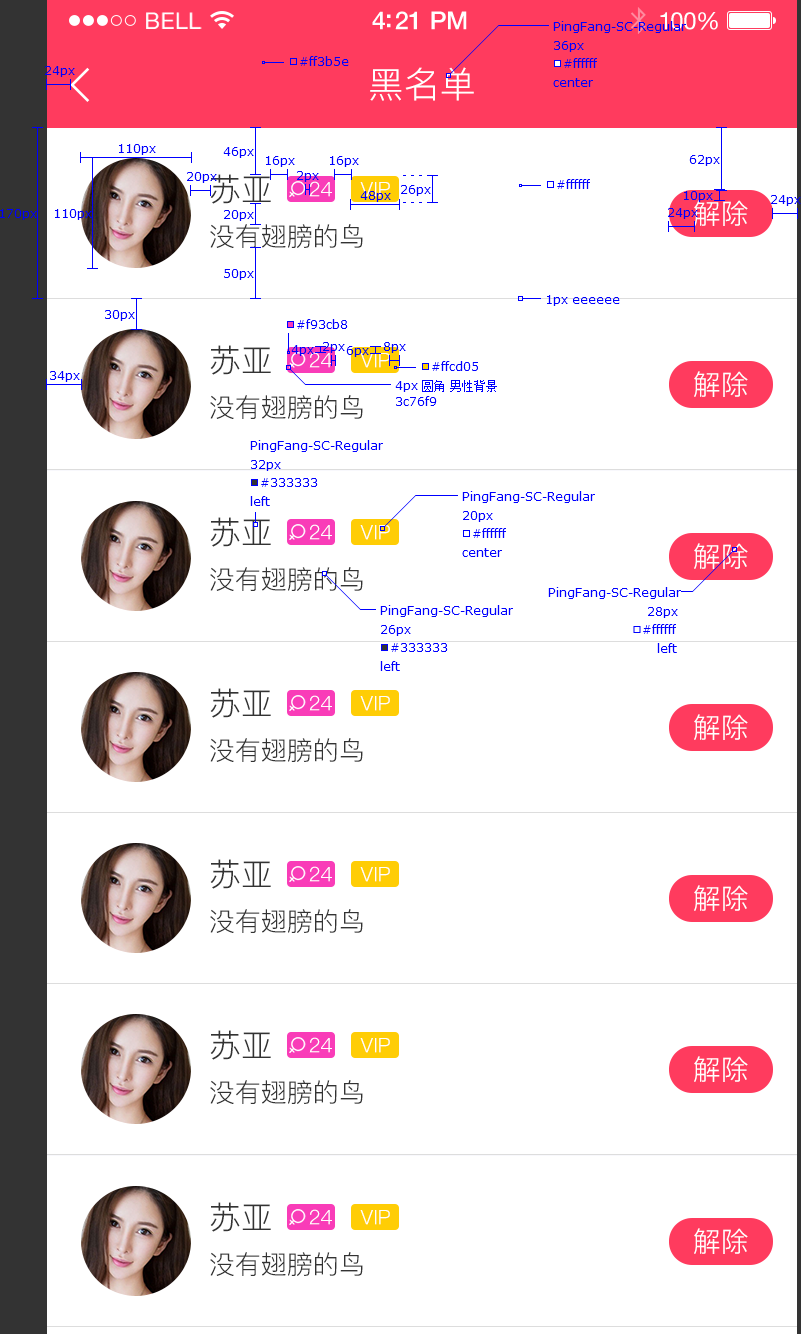 BELL 4:21 PM 100%
PingFang-SC-Regular
36px
#ffffff
center
#ff3b5e
24px
黑名单
110px
46px
16px
2px
16px
62px
20px
苏亚
24
VIP
26px
48px
#ffffff
10px
24px
24px
解除
170px
110px
20px
没有翅膀的鸟
50px
1px eeeeee
30px
#f93cb8
4px
2px
6px
8px
34px
苏亚
24
VIP
#ffcd05
解除
4px 圆角 男性背景
3c76f9
没有翅膀的鸟
PingFang-SC-Regular
32px
#333333
left
PingFang-SC-Regular
20px
#ffffff
center
苏亚
24
VIP
解除
没有翅膀的鸟
PingFang-SC-Regular
28px
#ffffff
left
PingFang-SC-Regular
26px
#333333
left
苏亚
24
VIP
解除
没有翅膀的鸟
苏亚
24
VIP
解除
没有翅膀的鸟
苏亚
24
VIP
解除
没有翅膀的鸟
苏亚
24
VIP
解除
没有翅膀的鸟